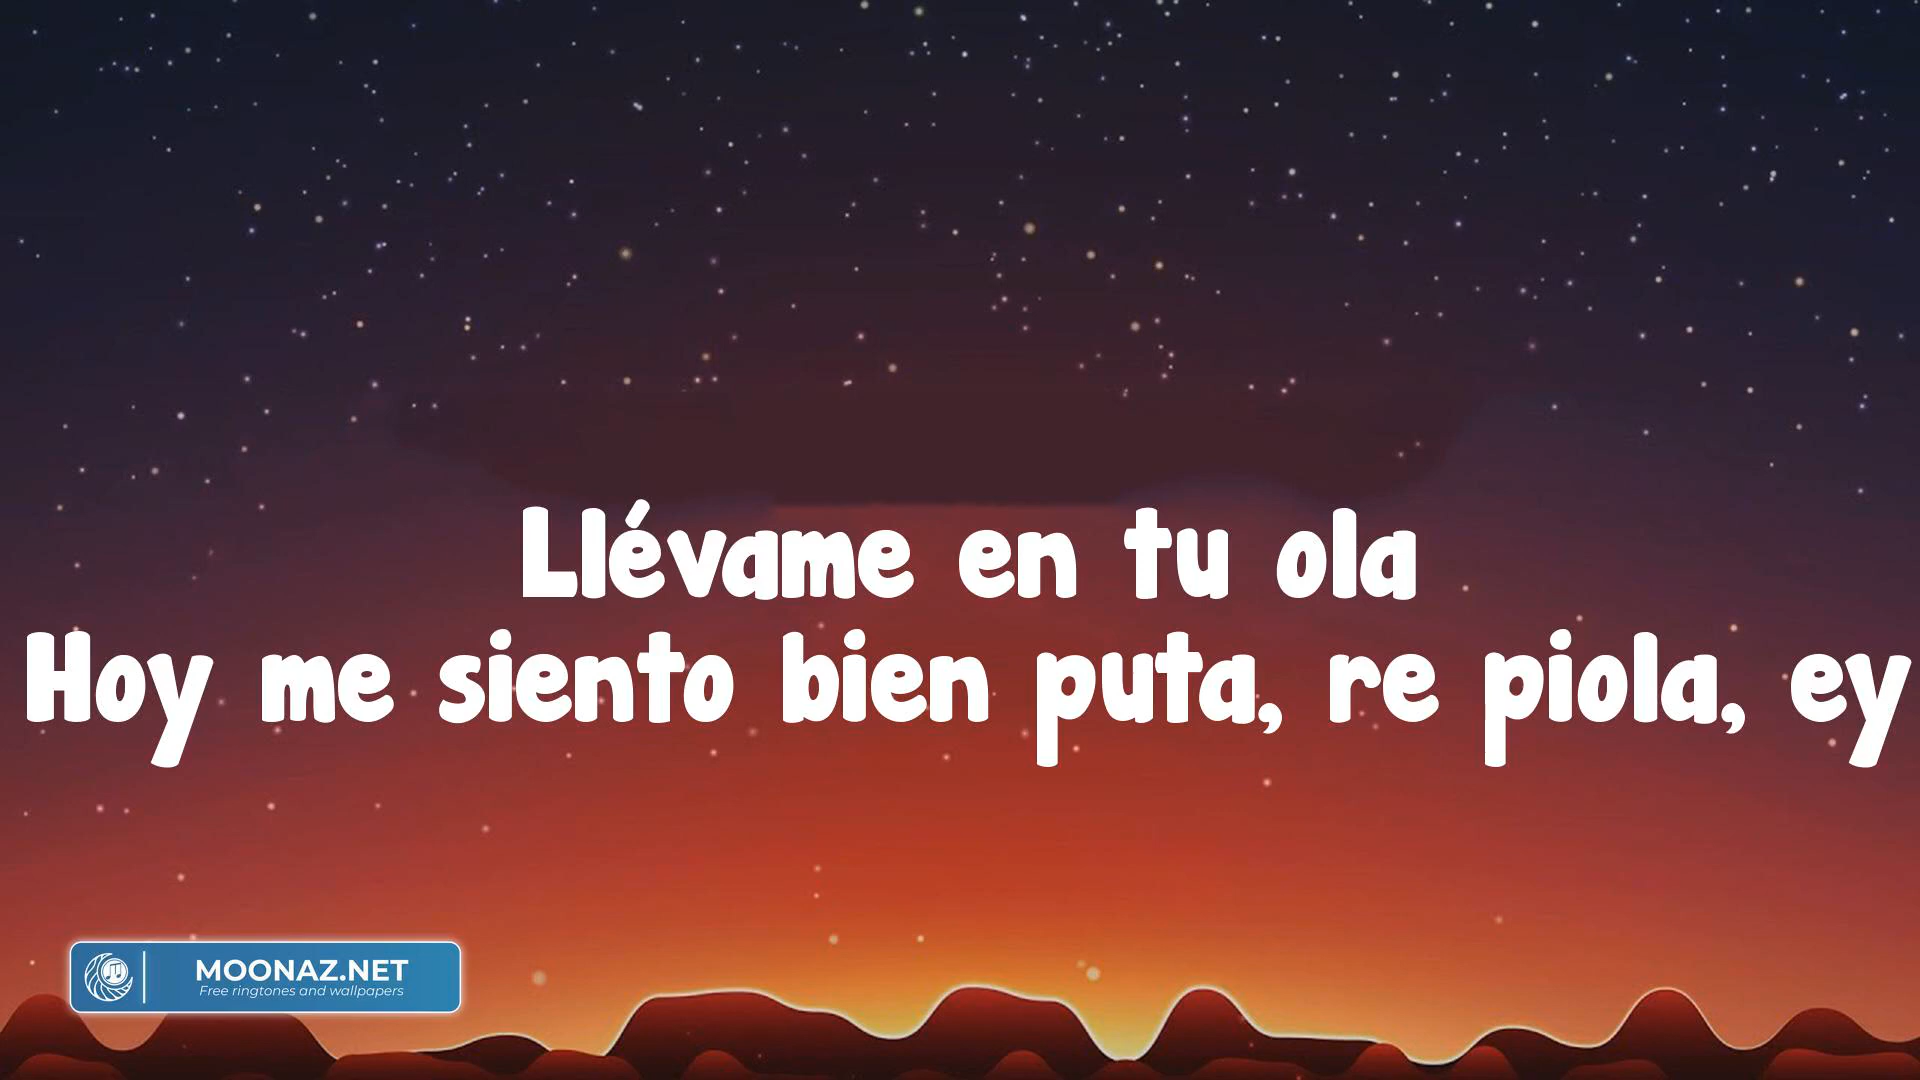 Llévame en tu ola
Hoy me siento bien puta, re piola, ey
MOONAZ.NET
Free ringtones and wallpapers